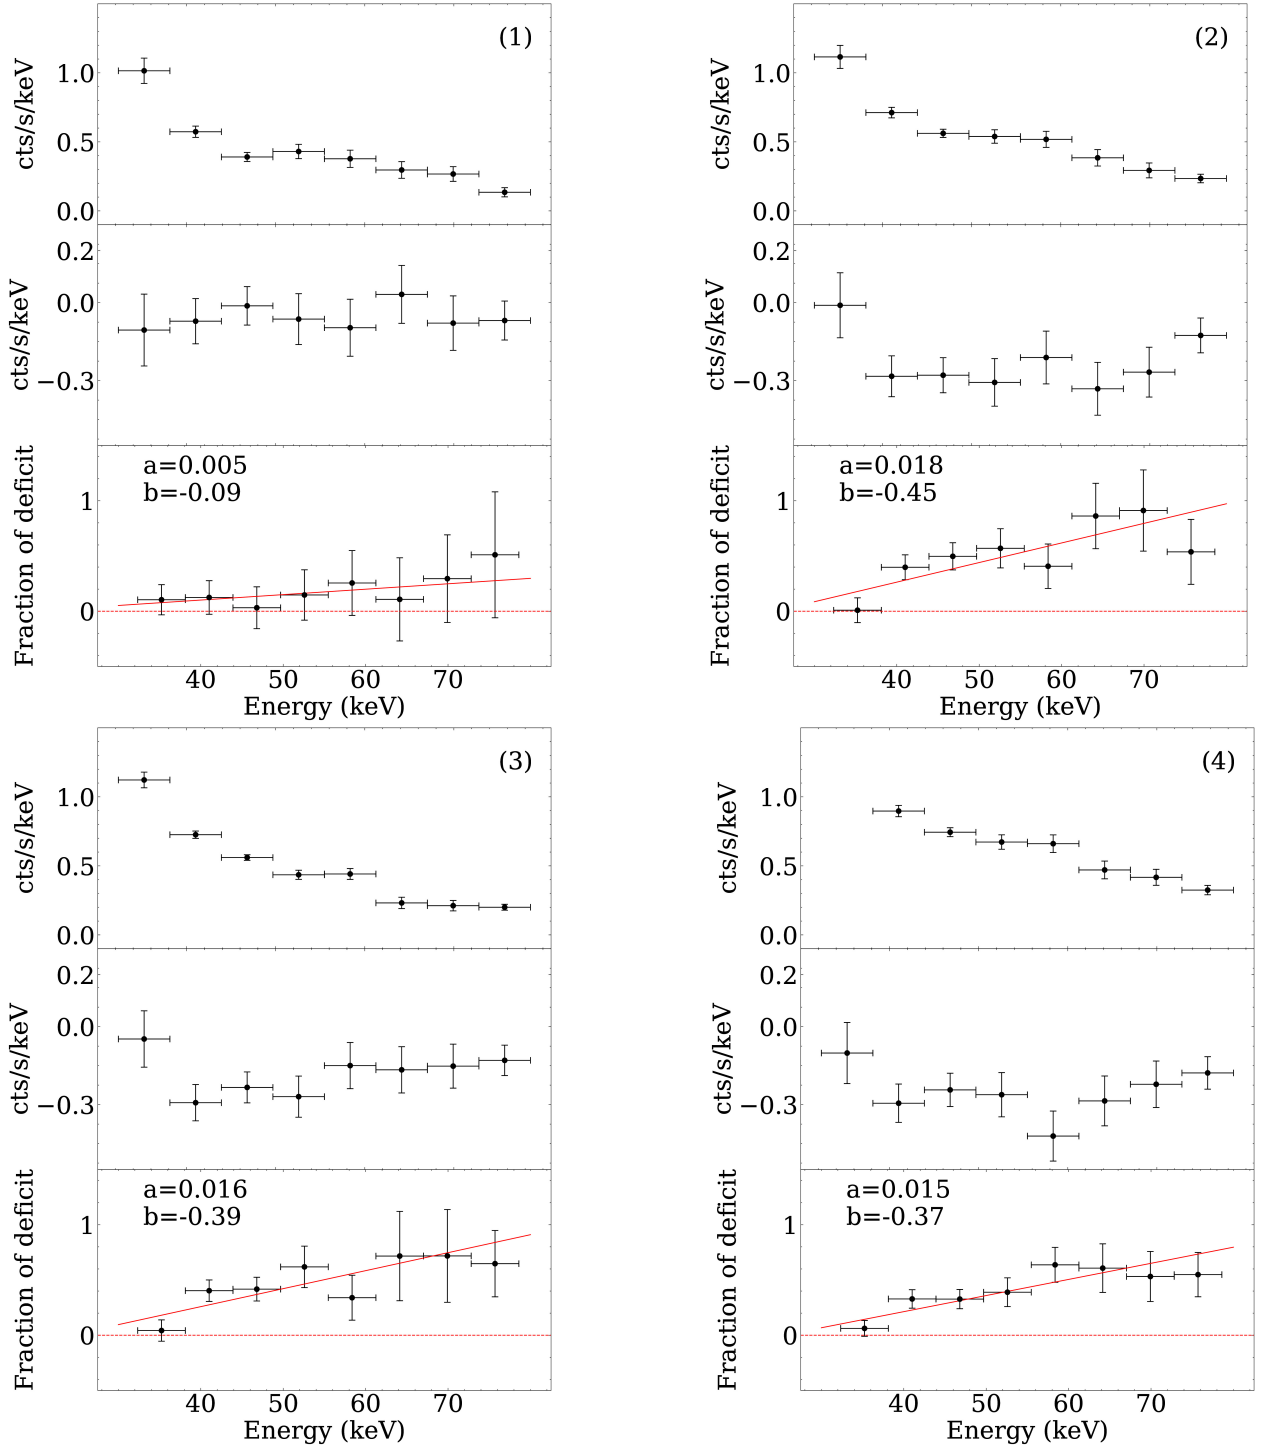 (1)
cts/s/keV
1.0
0.5
0.0
cts/s/keV
0.2
0.0
−0.3
Fraction of deficit
a=0.005
b=-0.09
1
0
40 50 60 70
Energy (keV)
(2)
cts/s/keV
1.0
0.5
0.0
cts/s/keV
0.2
0.0
−0.3
Fraction of deficit
a=0.018
b=-0.45
1
0
40 50 60 70
Energy (keV)
(3)
cts/s/keV
1.0
0.5
0.0
cts/s/keV
0.2
0.0
−0.3
Fraction of deficit
a=0.016
b=-0.39
1
0
40 50 60 70
Energy (keV)
(4)
cts/s/keV
1.0
0.5
0.0
cts/s/keV
0.2
0.0
−0.3
Fraction of deficit
a=0.015
b=-0.37
1
0
40 50 60 70
Energy (keV)